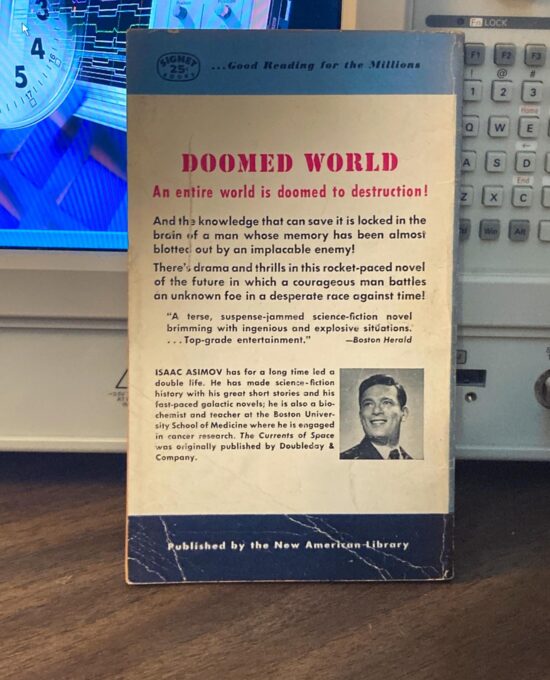 SIGNET
25¢
BOOKS
...Good Reading for the Millions
DOOMED WORLD
An entire world is doomed to destruction!
And the knowledge that can save it is locked in the
brain of a man whose memory has been almost
blotted out by an implacable enemy!
There's drama and thrills in this rocket-paced novel
of the future in which a courageous man battles
an unknown foe in a desperate race against time!
"A terse, suspense-jammed science-fiction novel
brimming with ingenious and explosive situations.
...Top-grade entertainment." —Boston Herald
ISAAC ASIMOV has for a long time led a
double life. He has made science-fiction
history with his great short stories and his
fast-paced galactic novels; he is also a bio-
chemist and teacher at the Boston Univer-
sity School of Medicine where he is engaged
in cancer research. The Currents of Space
was originally published by Doubleday &
Company.
Published by the New American Library
3
4
5
17
Fn LOCK
F1 F2 F3
! @ #
1 2 3
Home
Q W E
A S D
End
Z X C
Win Alt